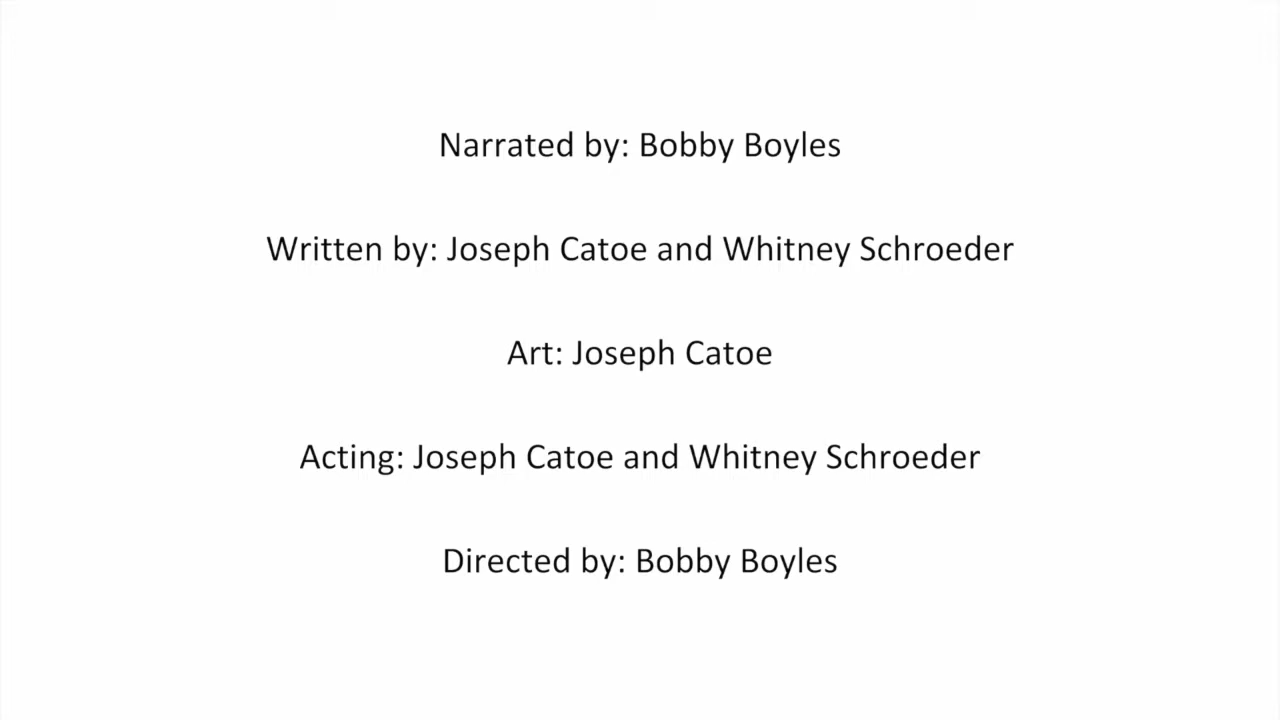 Narrated by: Bobby Boyles
Written by: Joseph Catoe and Whitney Schroeder
Art: Joseph Catoe
Acting: Joseph Catoe and Whitney Schroeder
Directed by: Bobby Boyles